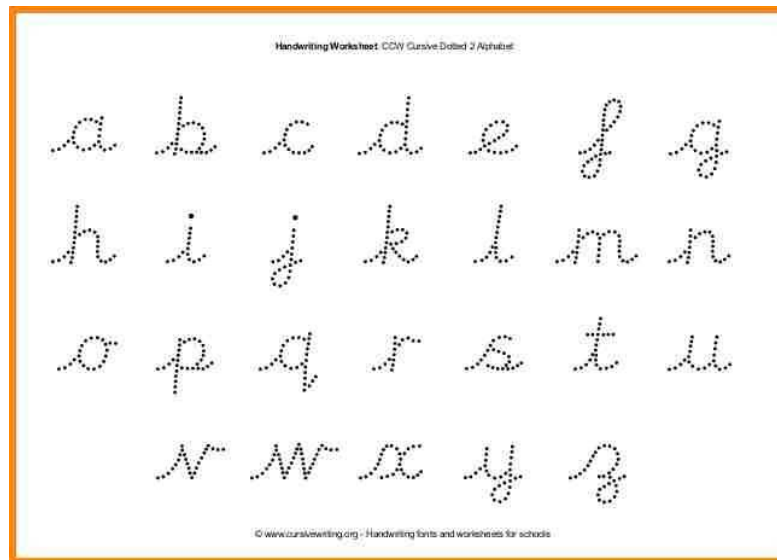 Handwriting Worksheet CCW Cursive Dotted 2 Alphabet
a b c d e f g
h i j k l m n
o p q r s t u
v w x y z
© www.cursivewriting.org - Handwriting fonts and worksheets for schools